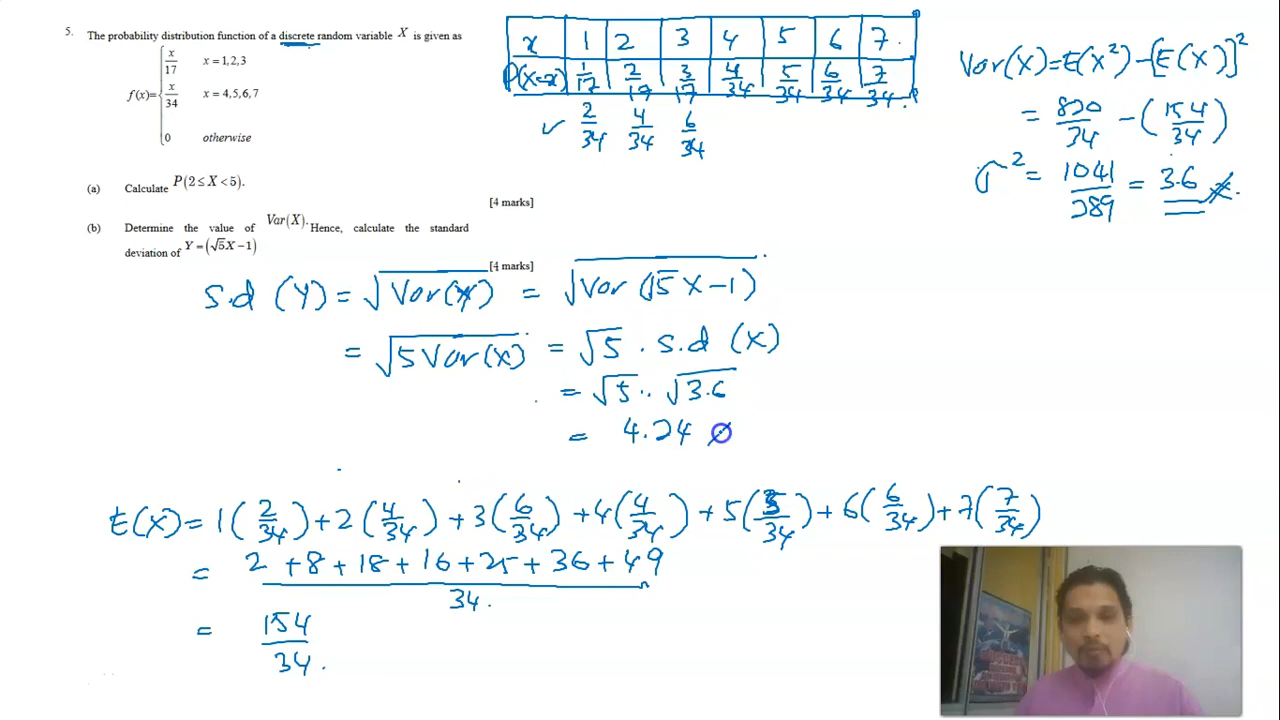 5. The probability distribution function of a discrete random variable X is given as
f(x)= { x/17 x = 1,2,3
x/34 x = 4,5,6,7
0 otherwise
(a) Calculate P(2 ≤ X < 5).
[4 marks]
(b) Determine the value of Var(X). Hence, calculate the standard
deviation of Y = (√5X − 1)
[4 marks]
x 1 2 3 4 5 6 7.
P(X=x) 1/17 2/17 3/17 4/34 5/34 6/34 7/34.
✓ 2/34 4/34 6/34
Var(X) = E(X²) − [E(X)]²
= 820/34 − (154/34)
σ² = 1041/289 = 3.6
s.d (Y) = √Var(Y) = √Var (√5 X − 1)
= √5 Var(x) = √5 . s.d (X)
= √5 . √3.6
= 4.24
E(X) = 1(2/34) + 2(4/34) + 3(6/34) + 4(4/34) + 5(5/34) + 6(6/34) + 7(7/34)
= 2 + 8 + 18 + 16 + 25 + 36 + 49
34.
= 154
34.